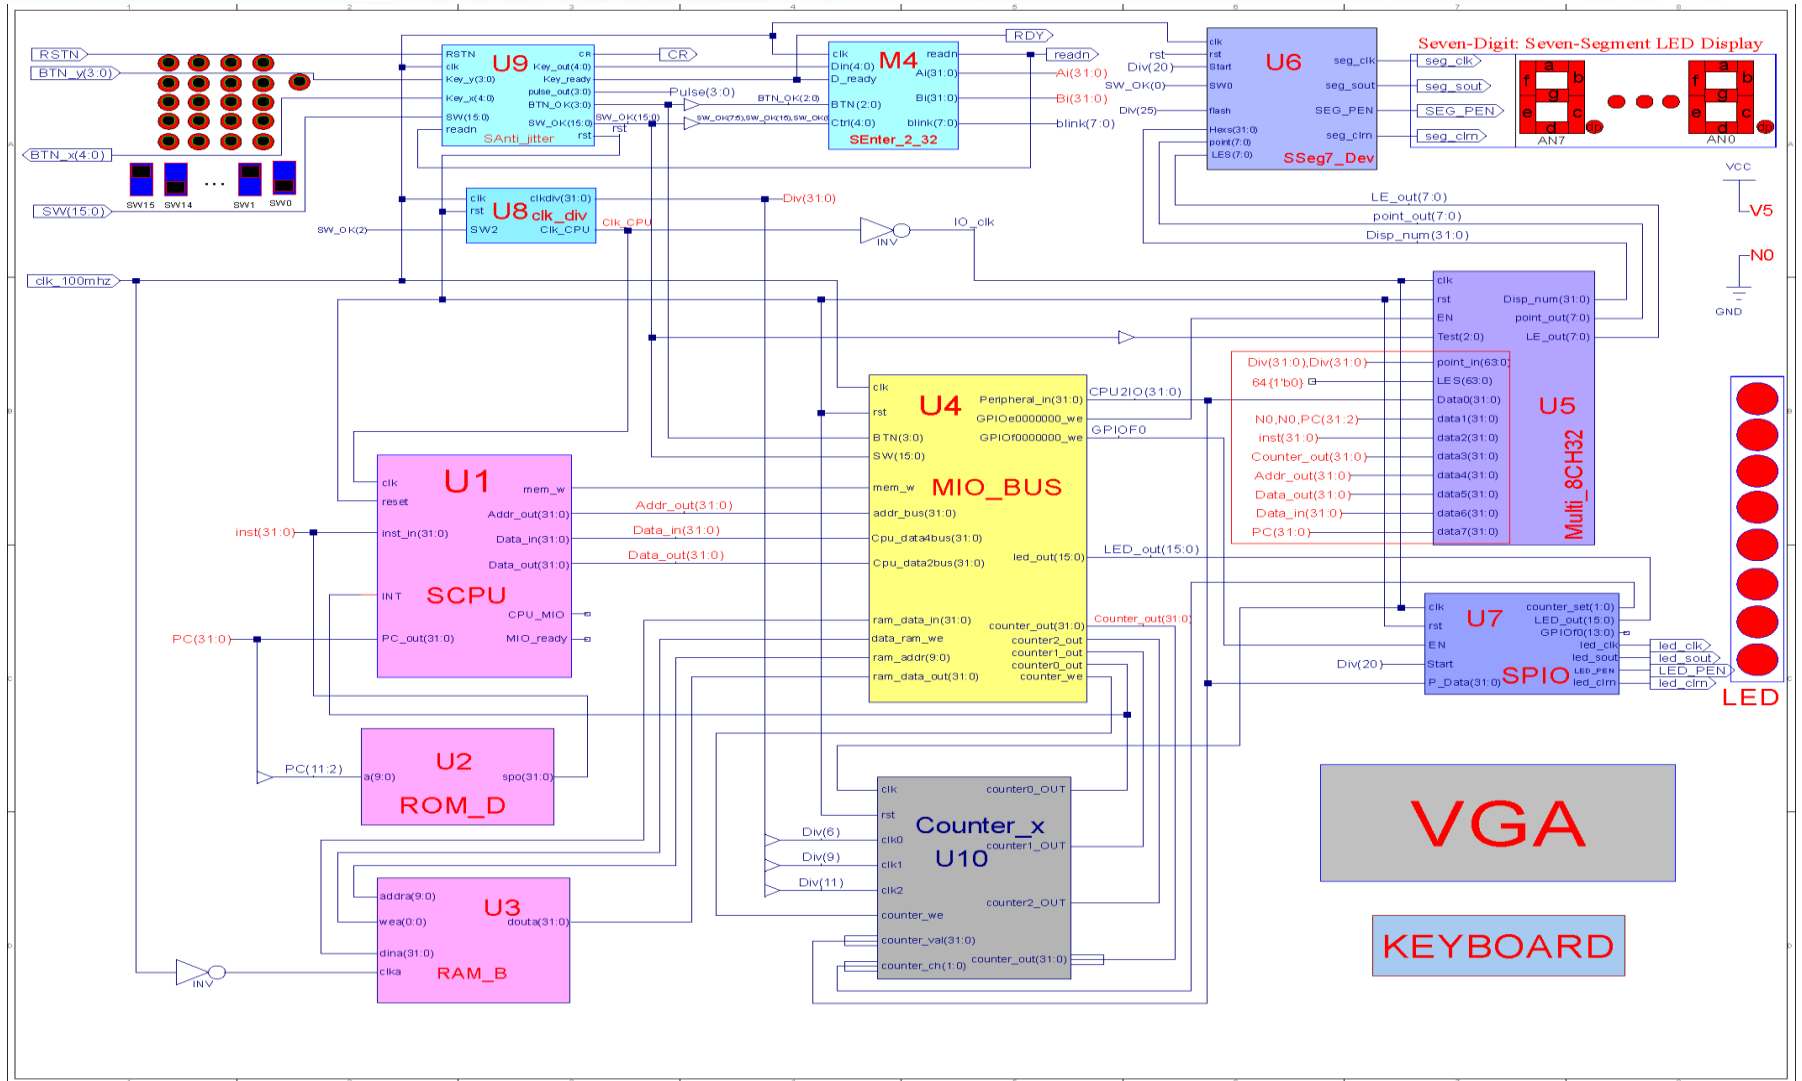 1 2 3 4 5 6 7 8
RSTN
BTN_y(3:0)
BTN_x(4:0)
SW15 SW14 ... SW1 SW0
SW(15:0)
clk_100mhz
U9
RSTN
clk
Key_y(3:0)
Key_x(4:0)
SW(15:0)
readn
CR
Key_out(4:0)
Key_ready
pulse_out(3:0)
BTN_OK(3:0)
SW_OK(15:0)
rst
SAnti_jitter
CR
Pulse(3:0)
SW_OK(15:0)
rst
BTN_OK(2:0)
RDY
M4
clk
Din(4:0)
D_ready
BTN(2:0)
Ctrl(4:0)
readn
Ai(31:0)
Bi(31:0)
blink(7:0)
SEnter_2_32
readn
Ai(31:0)
Bi(31:0)
blink(7:0)
rst
Div(20)
SW_OK(0)
Div(25)
U6
clk
rst
Start
SW0
flash
Hexs(31:0)
point(7:0)
LES(7:0)
seg_clk
seg_sout
SEG_PEN
seg_clrn
SSeg7_Dev
Seven-Digit: Seven-Segment LED Display
seg_clk
seg_sout
SEG_PEN
seg_clrn
a
f b
g
e c
d
dp
AN7
a
f b
g
e c
d
dp
AN0
VCC
V5
N0
GND
LE_out(7:0)
point_out(7:0)
Disp_num(31:0)
SW_OK(2)
U8 clk_div
clk
rst
SW2
clkdiv(31:0)
Clk_CPU
Clk_CPU
Div(31:0)
INV
IO_clk
U5
Multi_8CH32
clk
rst
EN
Test(2:0)
point_in(63:0)
LES(63:0)
Data0(31:0)
data1(31:0)
data2(31:0)
data3(31:0)
data4(31:0)
data5(31:0)
data6(31:0)
data7(31:0)
Disp_num(31:0)
point_out(7:0)
LE_out(7:0)
Div(31:0),Div(31:0)
64{1'b0}
N0,N0,PC(31:2)
inst(31:0)
Counter_out(31:0)
Addr_out(31:0)
Data_out(31:0)
Data_in(31:0)
PC(31:0)
U4
MIO_BUS
clk
rst
BTN(3:0)
SW(15:0)
mem_w
addr_bus(31:0)
Cpu_data4bus(31:0)
Cpu_data2bus(31:0)
ram_data_in(31:0)
data_ram_we
ram_addr(9:0)
ram_data_out(31:0)
Peripheral_in(31:0)
GPIOe0000000_we
GPIOf0000000_we
led_out(15:0)
counter_out(31:0)
counter2_out
counter1_out
counter0_out
counter_we
CPU2IO(31:0)
GPIOF0
LED_out(15:0)
Counter_out(31:0)
inst(31:0)
PC(31:0)
U1
SCPU
clk
reset
inst_in(31:0)
INT
PC_out(31:0)
mem_w
Addr_out(31:0)
Data_in(31:0)
Data_out(31:0)
CPU_MIO
MIO_ready
Addr_out(31:0)
Data_in(31:0)
Data_out(31:0)
U7
SPIO
clk
rst
EN
Start
P_Data(31:0)
counter_set(1:0)
LED_out(15:0)
GPIOf0(13:0)
led_clk
led_sout
LED_PEN
led_clrn
Div(20)
led_clk
led_sout
LED_PEN
led_clrn
LED
PC(11:2)
U2
a(9:0)
spo(31:0)
ROM_D
U3
addra(9:0)
wea(0:0)
dina(31:0)
clka
douta(31:0)
RAM_B
INV
Div(6)
Div(9)
Div(11)
Counter_x
U10
clk
rst
clk0
clk1
clk2
counter_we
counter_val(31:0)
counter_ch(1:0)
counter0_OUT
counter1_OUT
counter2_OUT
counter_out(31:0)
VGA
KEYBOARD